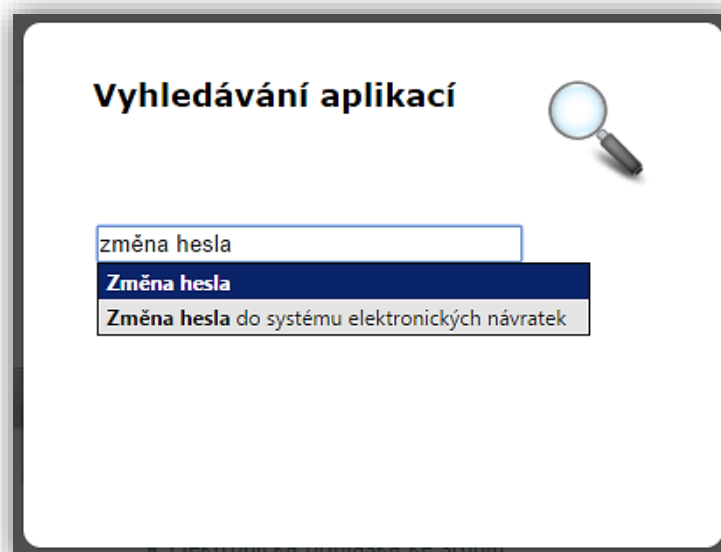 Vyhledávání aplikací
změna hesla
Změna hesla
Změna hesla do systému elektronických návratek